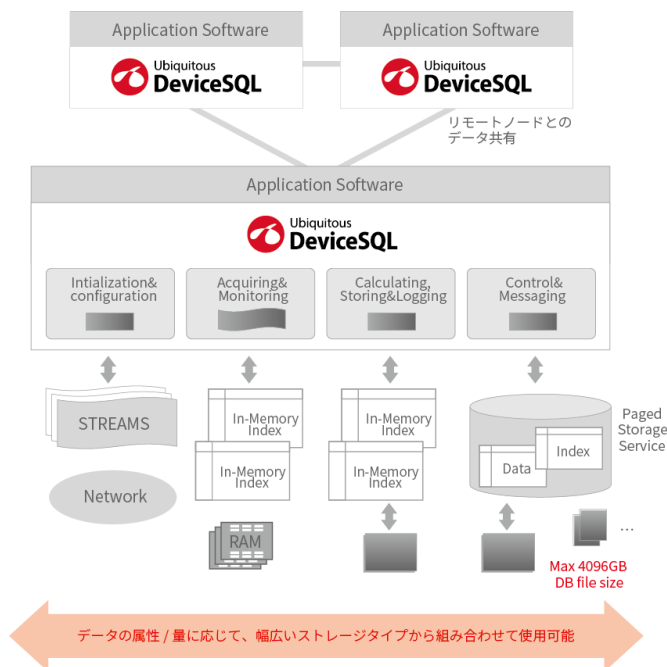 Application Software
Ubiquitous
DeviceSQL
Application Software
Ubiquitous
DeviceSQL
リモートノードとの
データ共有
Application Software
Ubiquitous
DeviceSQL
Intialization&
configuration
Acquiring&
Monitoring
Calculating,
Storing&Logging
Control&
Messaging
STREAMS
In-Memory
Index
In-Memory
Index
In-Memory
Index
In-Memory
Index
Data
Index
Paged
Storage
Service
Network
RAM
...
Max 4096GB
DB file size
データの属性 / 量に応じて、幅広いストレージタイプから組み合わせて使用可能